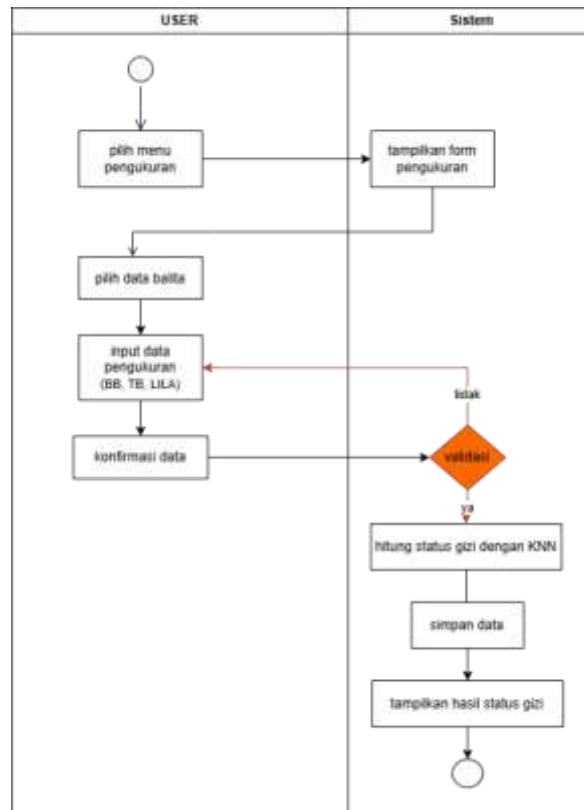 USER
Sistem
pilih menu
pengukuran
tampilkan form
pengukuran
pilih data balita
input data
pengukuran
(BB, TB, LILA)
tidak
konfirmasi data
validasi
ya
hitung status gizi dengan KNN
simpan data
tampilkan hasil status gizi